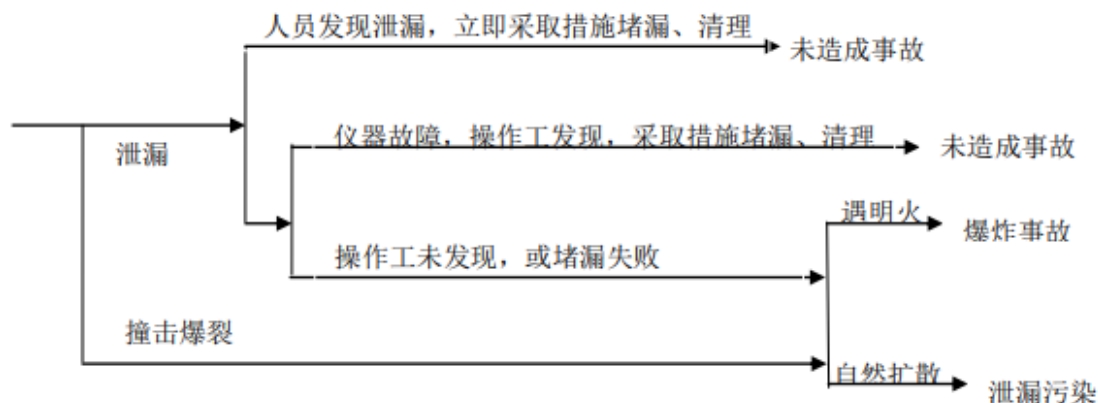 人员发现泄漏，立即采取措施堵漏、清理
未造成事故
仪器故障，操作工发现，采取措施堵漏、清理
未造成事故
泄漏
遇明火
爆炸事故
操作工未发现，或堵漏失败
撞击爆裂
自然扩散
泄漏污染